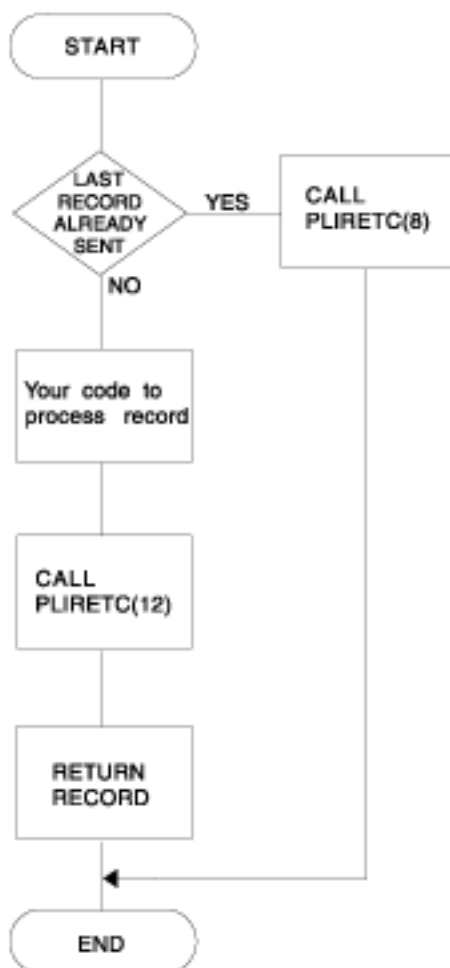 START
LAST
RECORD
ALREADY
SENT
YES
CALL
PLIRETC(8)
NO
Your code to
process record
CALL
PLIRETC(12)
RETURN
RECORD
END